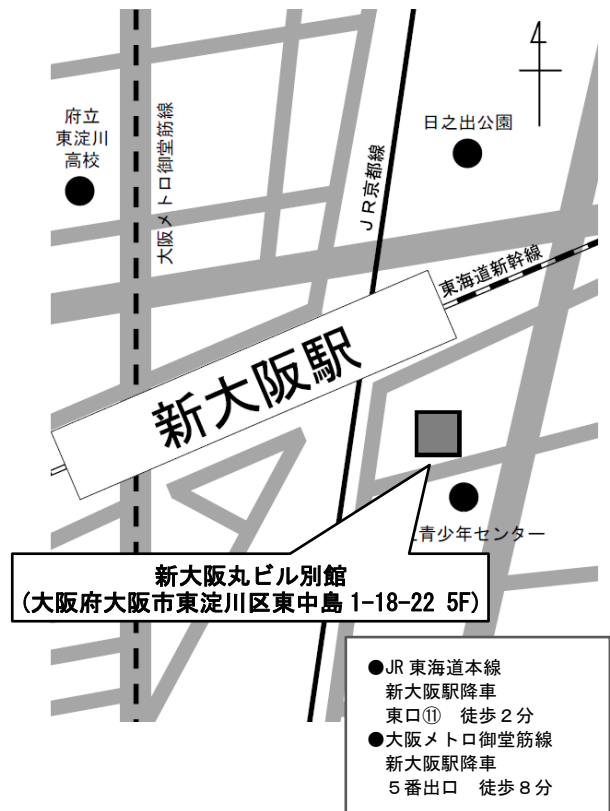 4
府立
東淀川
高校
大阪メトロ御堂筋線
JR京都線
日之出公園
東海道新幹線
新大阪駅
青少年センター
新大阪丸ビル別館
(大阪府大阪市東淀川区東中島 1-18-22 5F)
●JR 東海道本線
新大阪駅降車
東口⑪ 徒歩2分
●大阪メトロ御堂筋線
新大阪駅降車
5番出口 徒歩8分